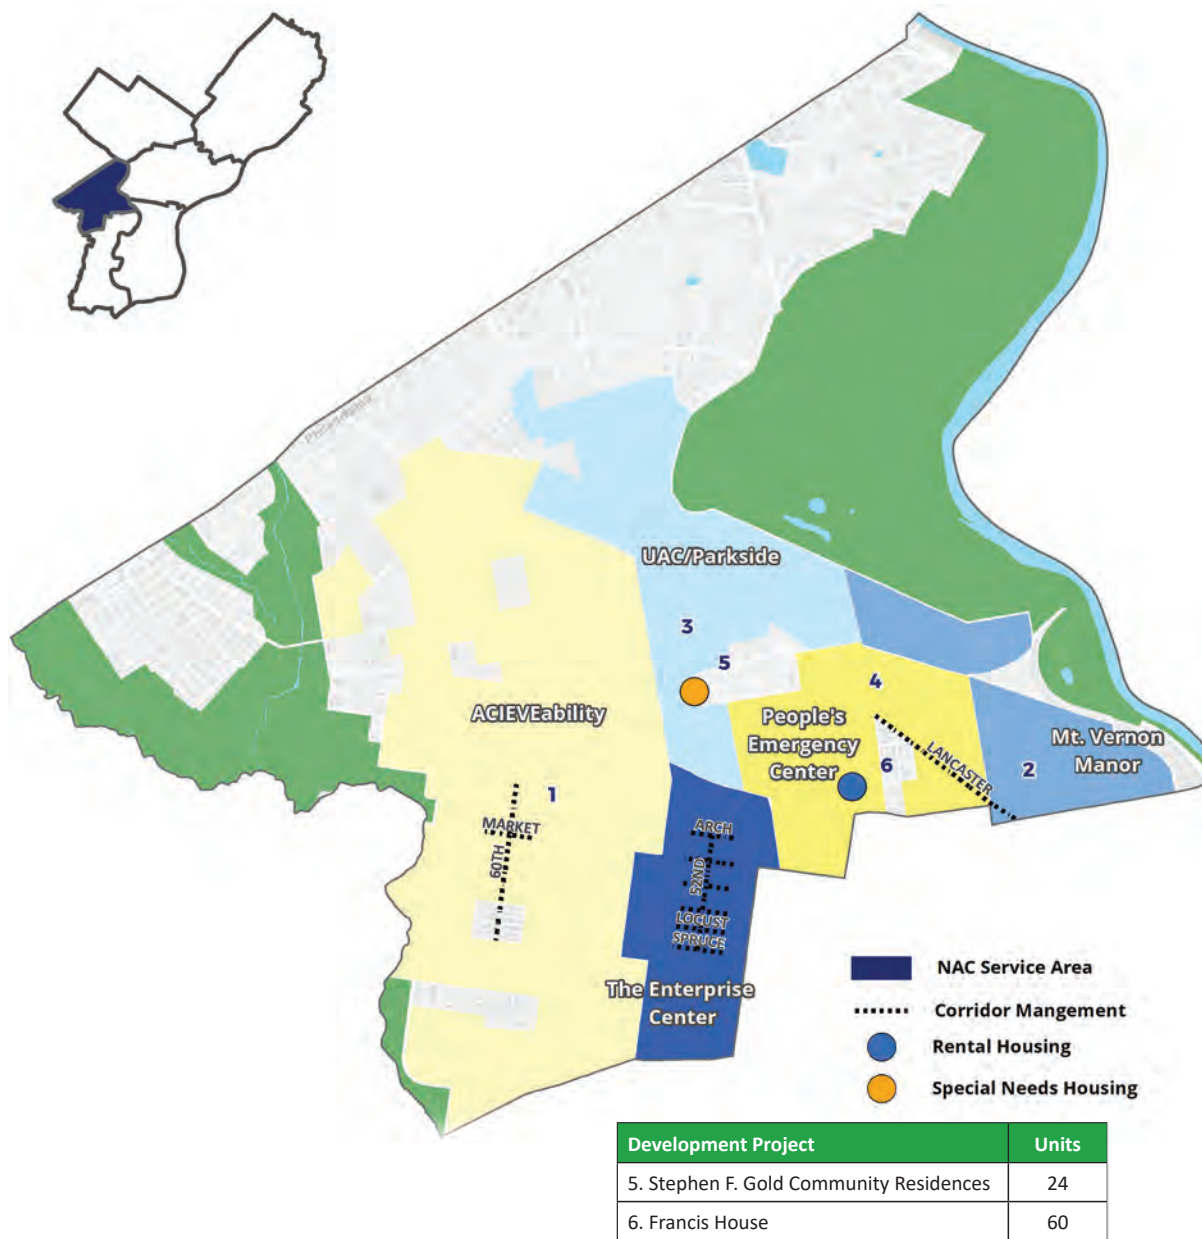 Philadelphia
UAC/Parkside
3
5
4
ACIEVEability
People's
Emergency
Center
LANCASTER
Mt. Vernon
Manor
6
2
1
MARKET
60TH
ARCH
52ND
LOCUST
SPRUCE
The Enterprise
Center
NAC Service Area
Corridor Mangement
Rental Housing
Special Needs Housing
Development Project Units
5. Stephen F. Gold Community Residences 24
6. Francis House 60